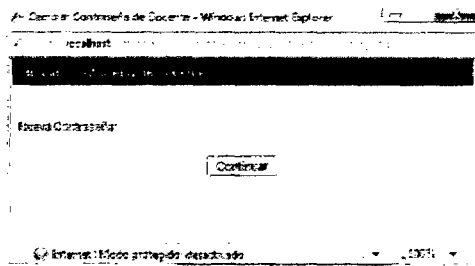 Cambiar Contraseña de Docente - Windows Internet Explorer
localhost
Nueva Contraseña:
Continuar
Internet | Modo protegido: desactivado
100%